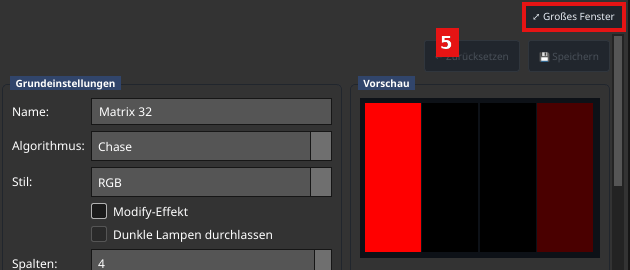 ⤢ Großes Fenster
5
Zurücksetzen
Speichern
Grundeinstellungen
Vorschau
Name:
Matrix 32
Algorithmus:
Chase
Stil:
RGB
Modify-Effekt
Dunkle Lampen durchlassen
Spalten:
4